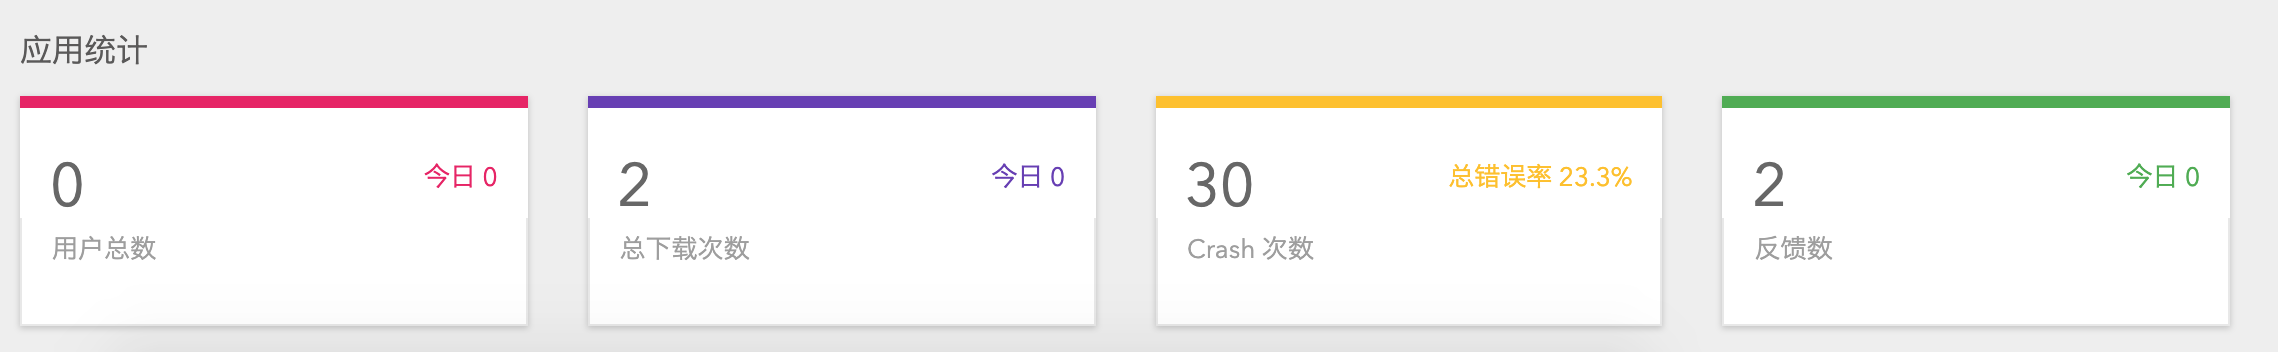 应用统计
0
今日 0
用户总数
2
今日 0
总下载次数
30
总错误率 23.3%
Crash 次数
2
今日 0
反馈数